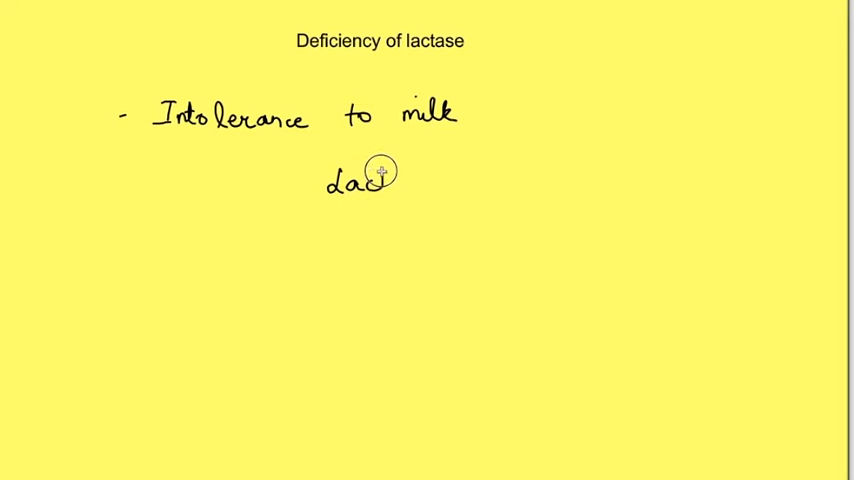 Deficiency of lactase
- Intolerance to milk